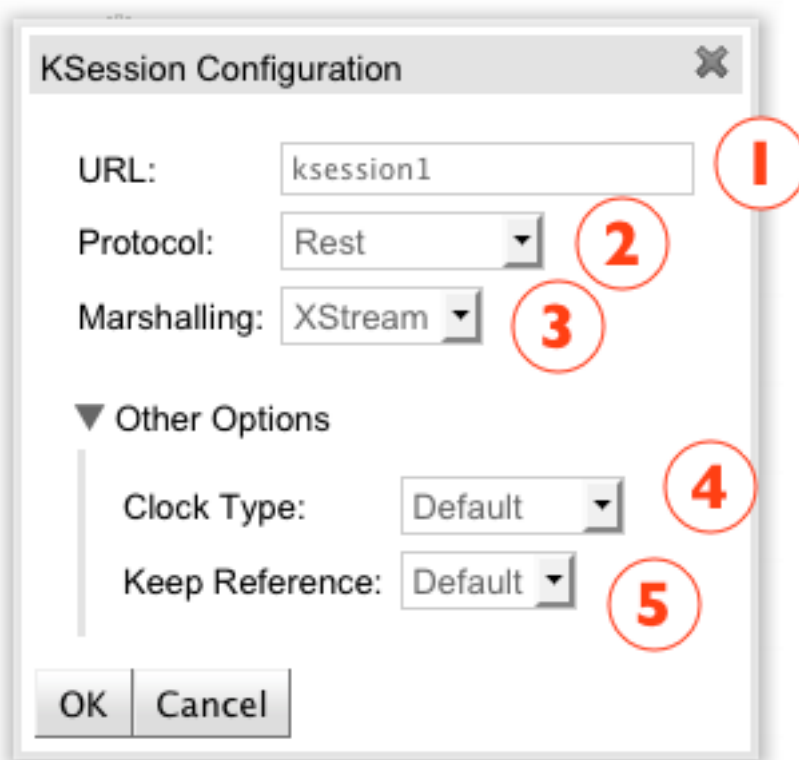 KSession Configuration
URL: ksession1 1
Protocol: Rest 2
Marshalling: XStream 3
Other Options
Clock Type: Default 4
Keep Reference: Default 5
OK Cancel